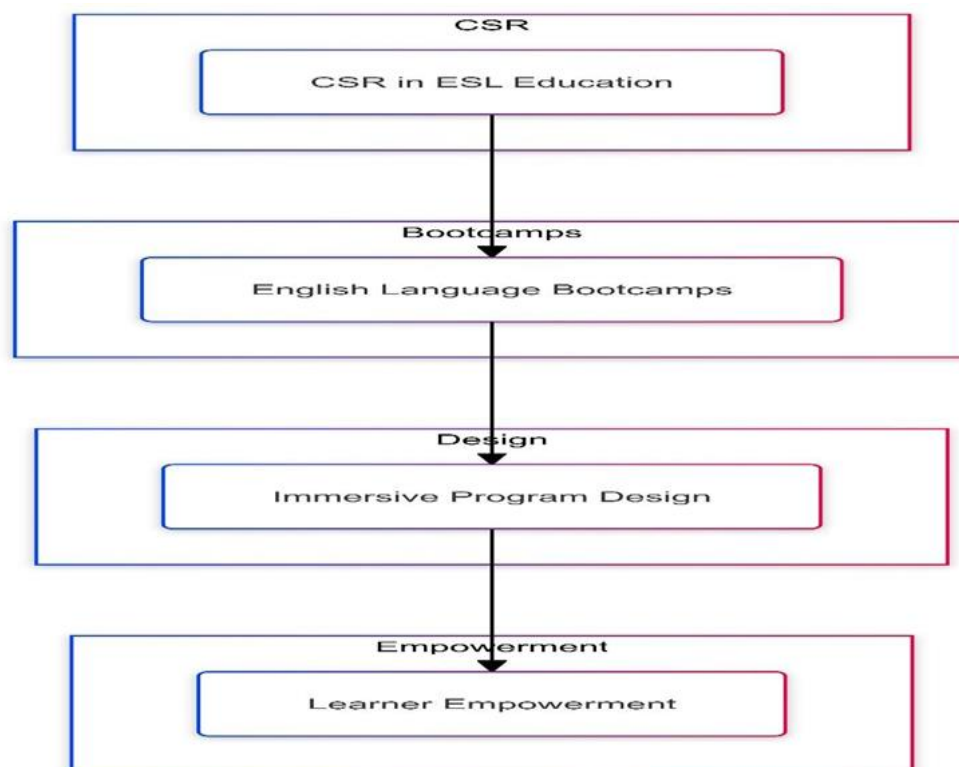 CSR
CSR in ESL Education
Bootcamps
English Language Bootcamps
Design
Immersive Program Design
Empowerment
Learner Empowerment